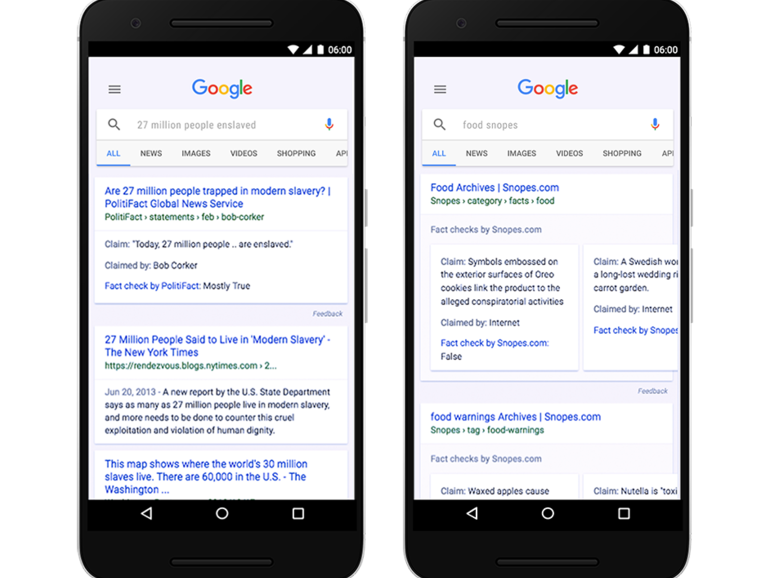 06:00
Google
27 million people enslaved
ALL NEWS IMAGES VIDEOS SHOPPING
Are 27 million people trapped in modern slavery? |
PolitiFact Global News Service
PolitiFact › statements › feb › bob-corker
Claim: "Today, 27 million people .. are enslaved."
Claimed by: Bob Corker
Fact check by PolitiFact: Mostly True
Feedback
27 Million People Said to Live in 'Modern Slavery' -
The New York Times
https://rendezvous.blogs.nytimes.com › 2...
Jun 20, 2013 - A new report by the U.S. State Department
says as many as 27 million people live in modern slavery,
and more needs to be done to counter this cruel
exploitation and violation of human dignity.
This map shows where the world's 30 million
slaves live. There are 60,000 in the U.S. - The
Washington ...
06:00
Google
food snopes
ALL NEWS IMAGES VIDEOS SHOPPING
Food Archives | Snopes.com
Snopes › category › facts › food
Fact checks by Snopes.com
Claim: Symbols embossed on
the exterior surfaces of Oreo
cookies link the product to the
alleged conspiratorial activities
Claimed by: Internet
Fact check by Snopes.com:
False
Claim: A Swedish
a long-lost wedding
carrot garden.
Claimed by: Internet
Fact check by Snopes
Feedback
food warnings Archives | Snopes.com
Snopes › tag › food-warnings
Fact checks by Snopes.com
Claim: Waxed apples cause
Claim: Nutella is